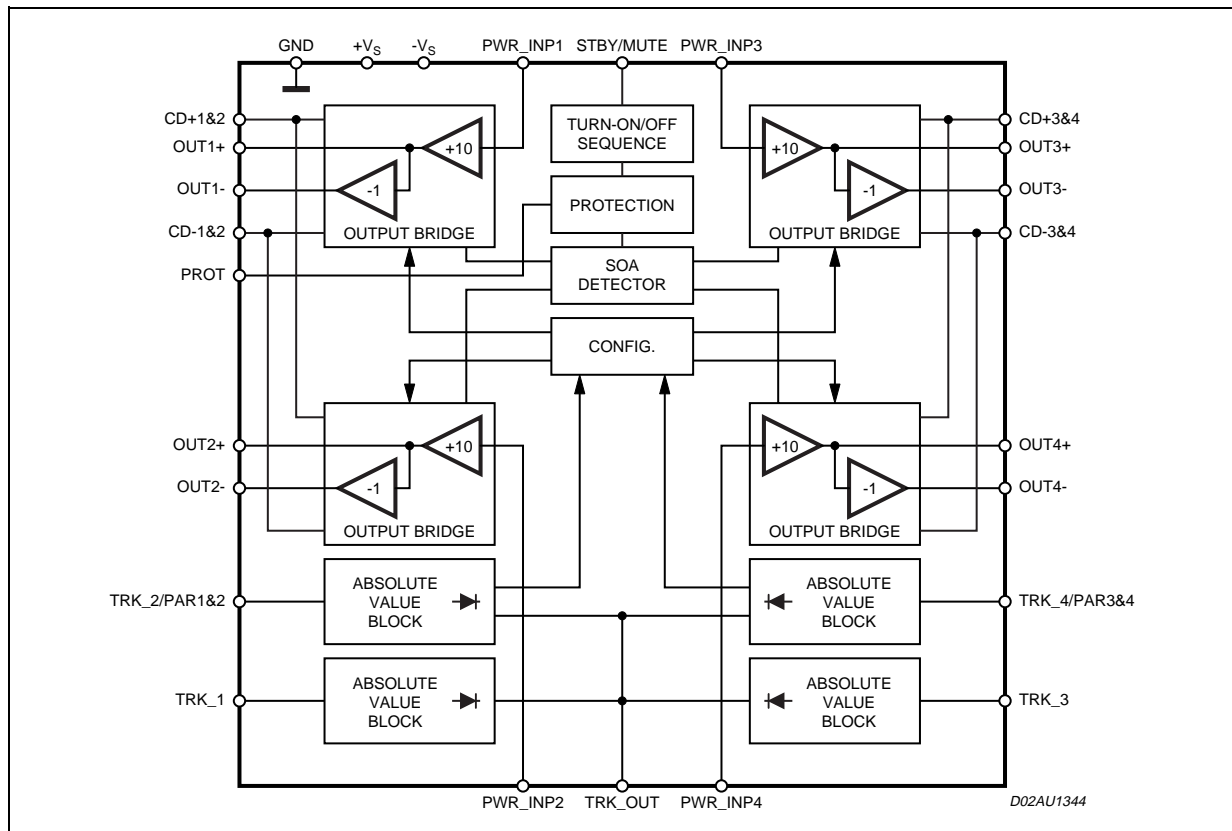 GND +VS -VS PWR_INP1 STBY/MUTE PWR_INP3
CD+1&2
OUT1+
OUT1-
CD-1&2
PROT
+10
-1
OUTPUT BRIDGE
TURN-ON/OFF
SEQUENCE
PROTECTION
SOA
DETECTOR
CONFIG.
+10
-1
OUTPUT BRIDGE
CD+3&4
OUT3+
OUT3-
CD-3&4
OUT2+
OUT2-
+10
-1
OUTPUT BRIDGE
+10
-1
OUTPUT BRIDGE
OUT4+
OUT4-
TRK_2/PAR1&2
ABSOLUTE
VALUE
BLOCK
ABSOLUTE
VALUE
BLOCK
TRK_4/PAR3&4
TRK_1
ABSOLUTE
VALUE
BLOCK
ABSOLUTE
VALUE
BLOCK
TRK_3
PWR_INP2 TRK_OUT PWR_INP4
D02AU1344